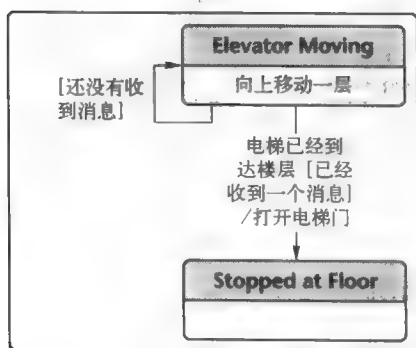 Elevator Moving
向上移动一层
[还没有收
到消息]
电梯已经到
达楼层 [已经
收到一个消息]
/打开电梯门
Stopped at Floor